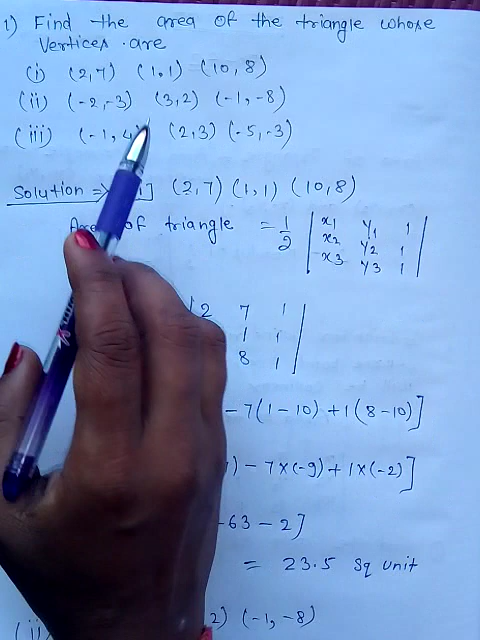 1) Find the area of the triangle whose
Vertices are
(i) (2,7) (1,1) (10,8)
(ii) (-2,-3) (3,2) (-1,-8)
(iii) (-1,4) (2,3) (-5,-3)
Solution ⇒ (2,7) (1,1) (10,8)
Area of triangle = 1/2 | x1 y1 1
x2 y2 1
x3 y3 1 |
2 7 1
1 1
8 1
-7(1-10)+1(8-10)]
)-7×(-9)+1×(-2)]
-63-2]
= 23.5 Sq unit
(ii) 2) (-1,-8)